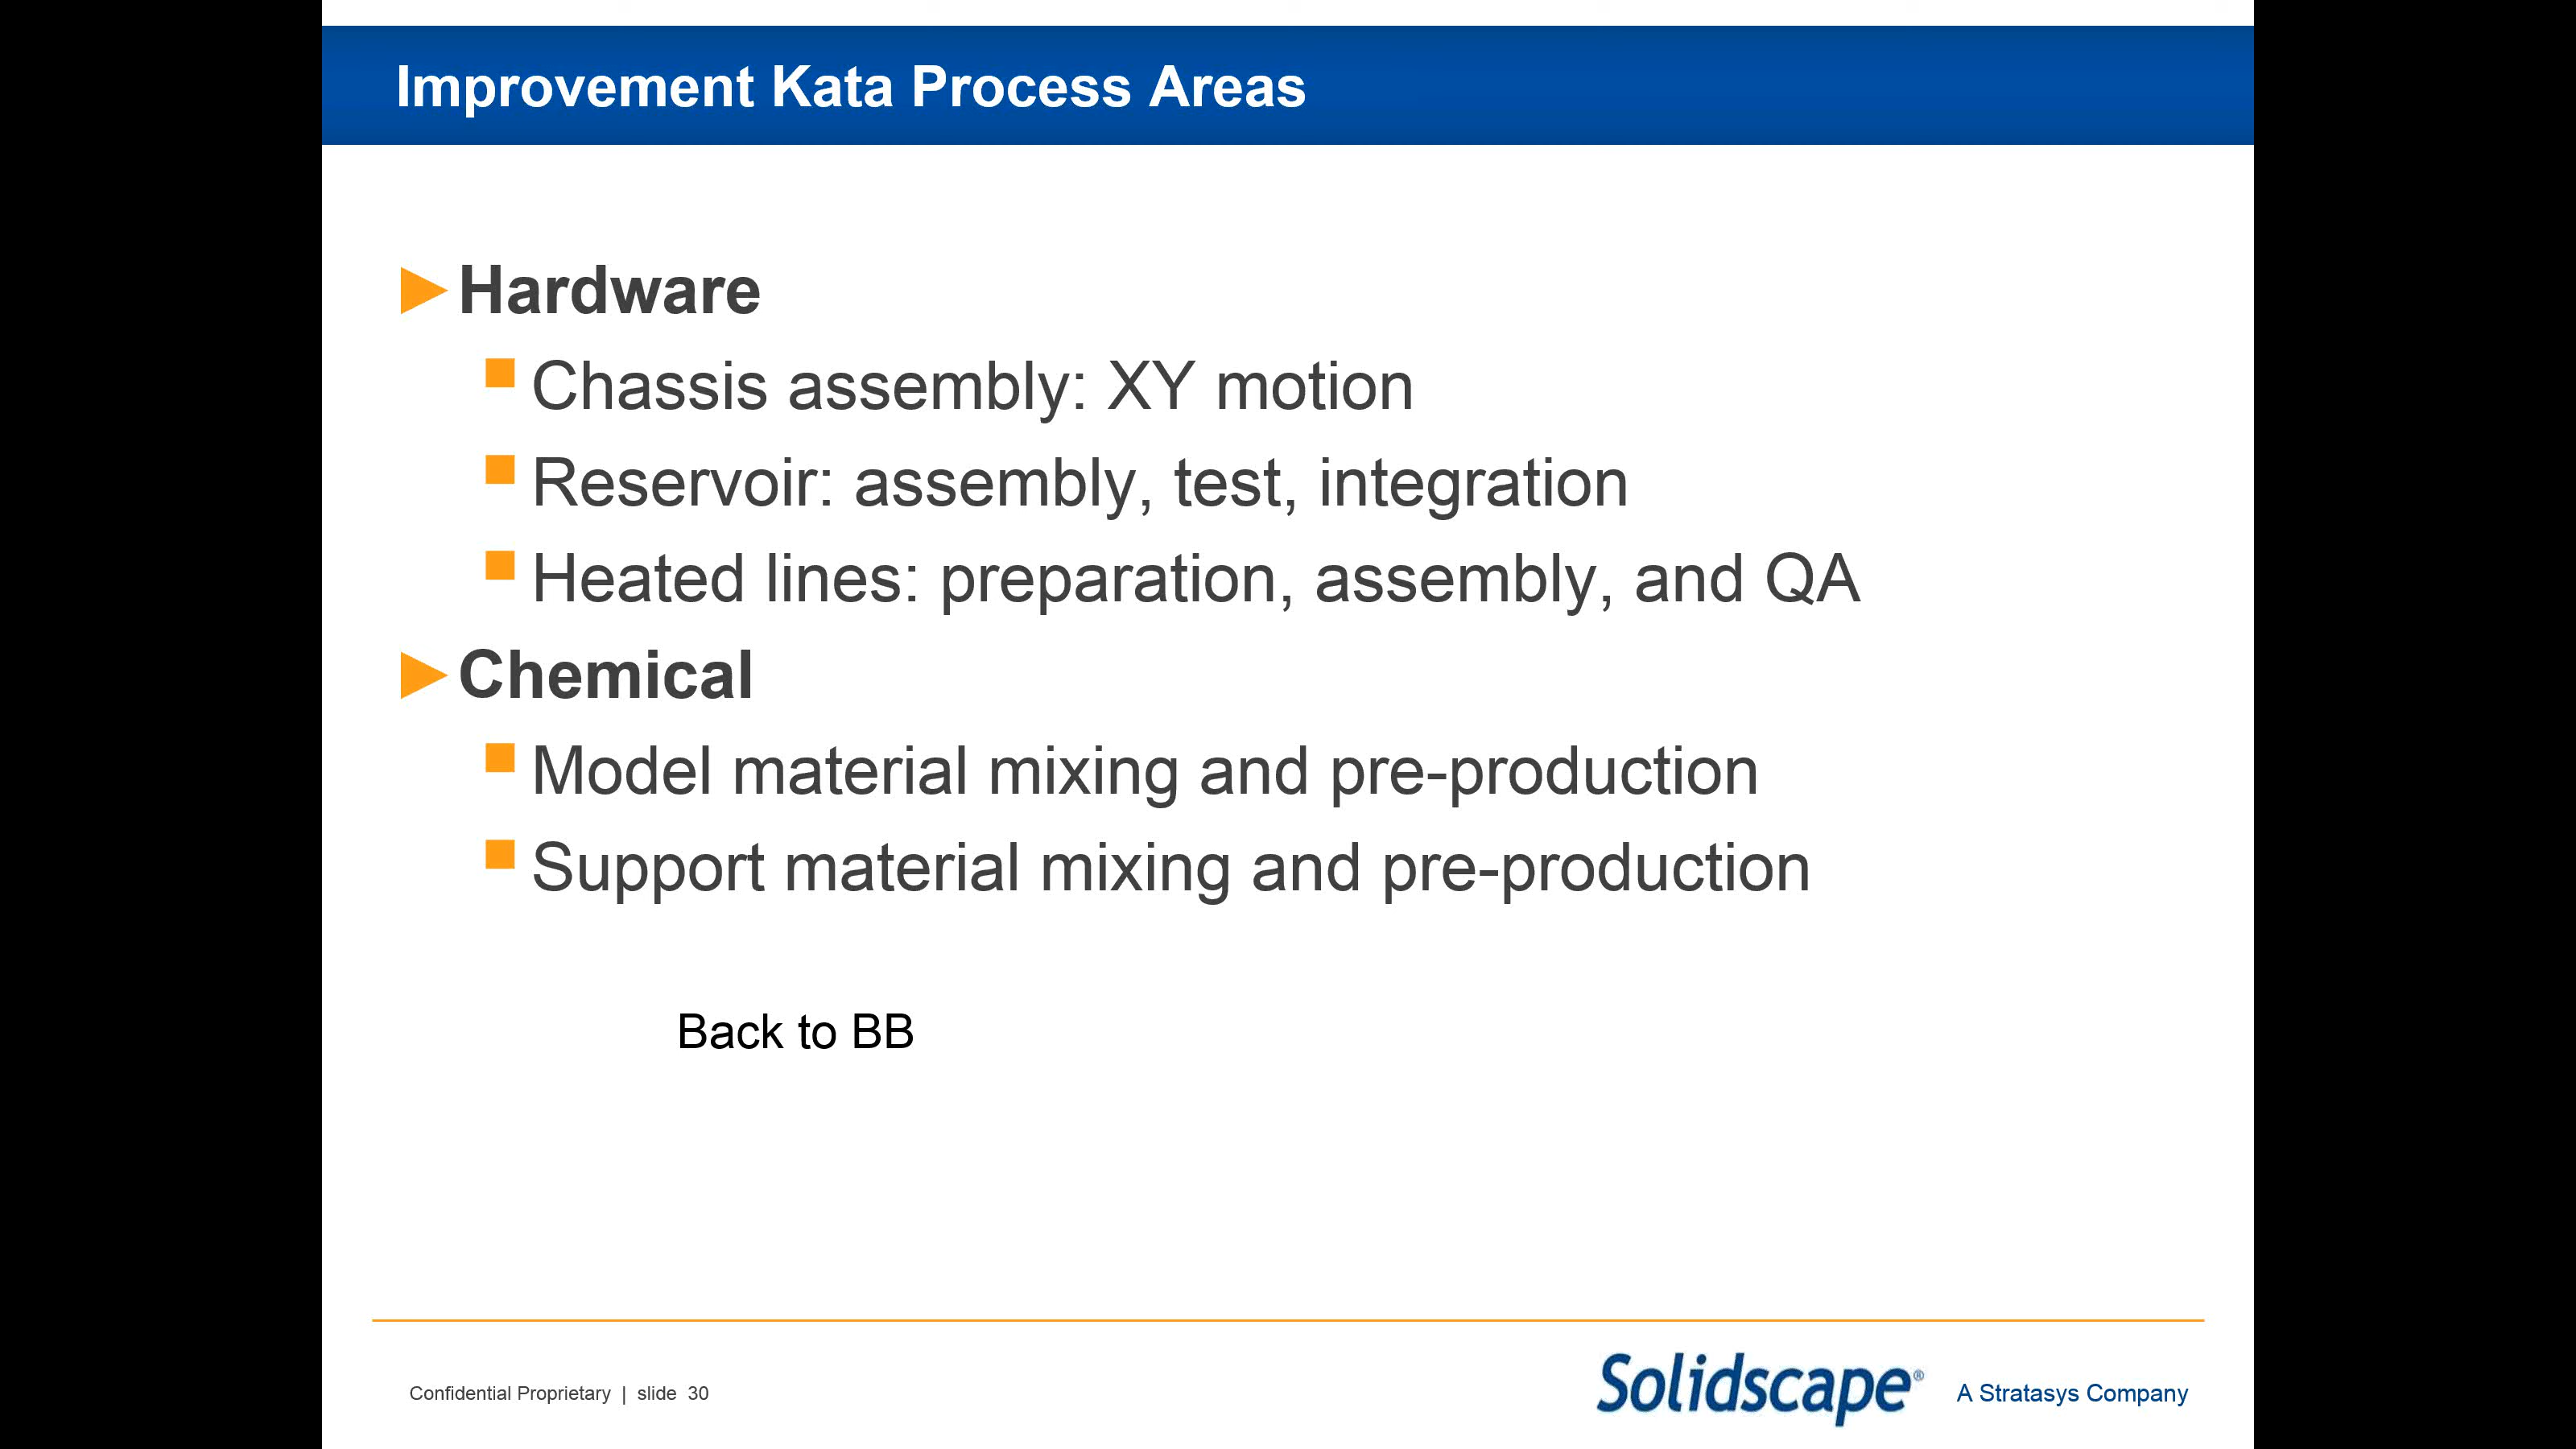 Improvement Kata Process Areas
Hardware
Chassis assembly: XY motion
Reservoir: assembly, test, integration
Heated lines: preparation, assembly, and QA
Chemical
Model material mixing and pre-production
Support material mixing and pre-production
Back to BB
Confidential Proprietary | slide 30
Solidscape® A Stratasys Company